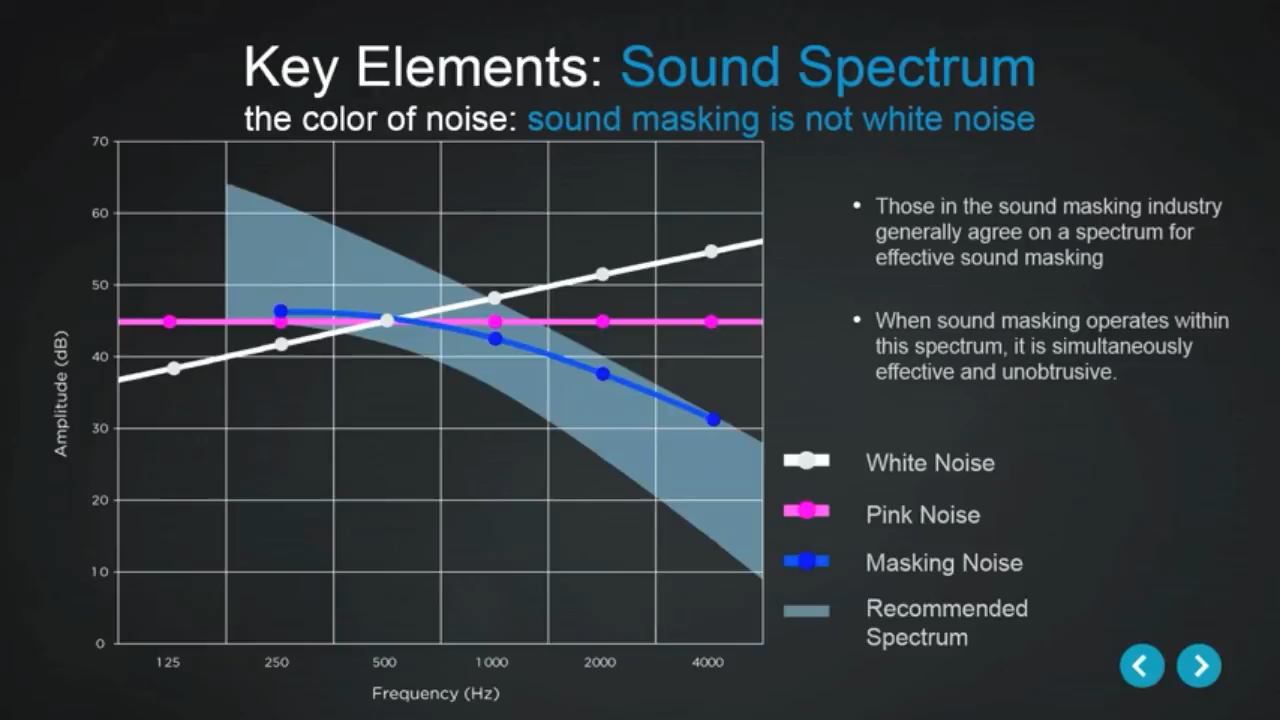 Key Elements: Sound Spectrum
the color of noise: sound masking is not white noise
70
60
50
40
30
20
10
0
Amplitude (dB)
125 250 500 1000 2000 4000
Frequency (Hz)
• Those in the sound masking industry
generally agree on a spectrum for
effective sound masking
• When sound masking operates within
this spectrum, it is simultaneously
effective and unobtrusive.
White Noise
Pink Noise
Masking Noise
Recommended
Spectrum